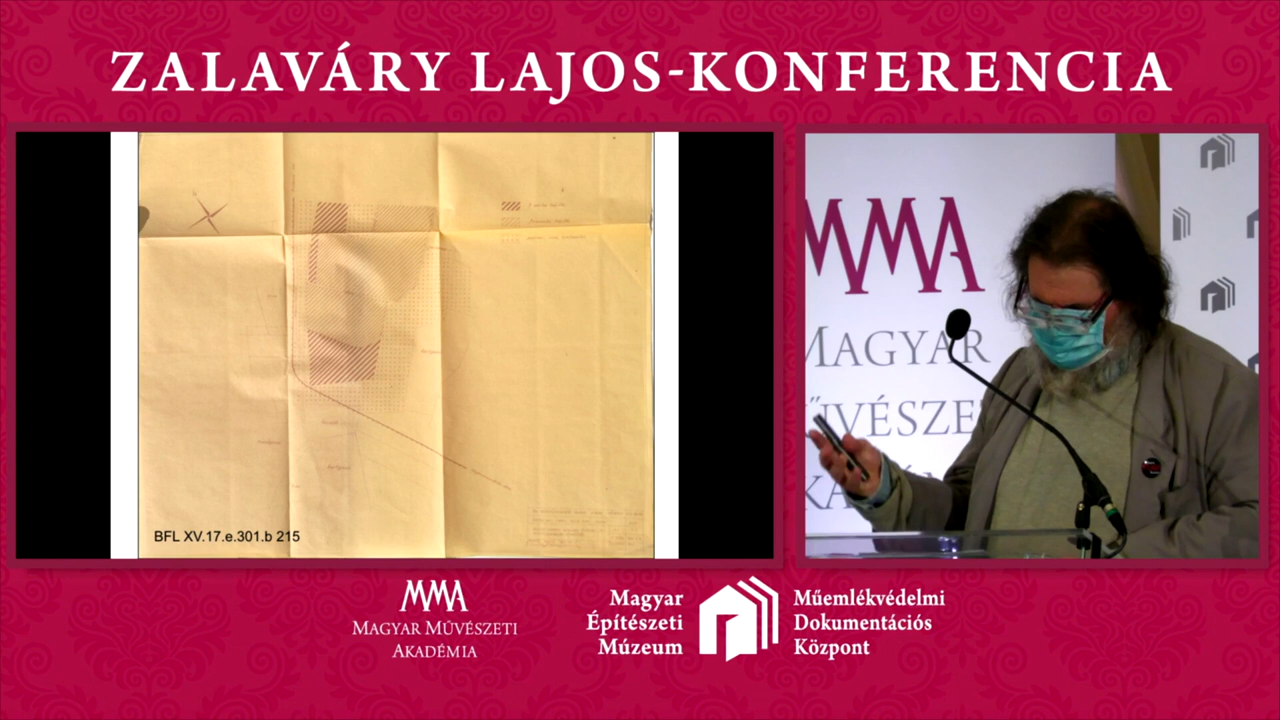 ZALAVÁRY LAJOS-KONFERENCIA
BFL XV.17.e.301.b 215
MMA
MAGYAR
MMA
MAGYAR MŰVÉSZETI
AKADÉMIA
Magyar
Építészeti
Múzeum
Műemlékvédelmi
Dokumentációs
Központ